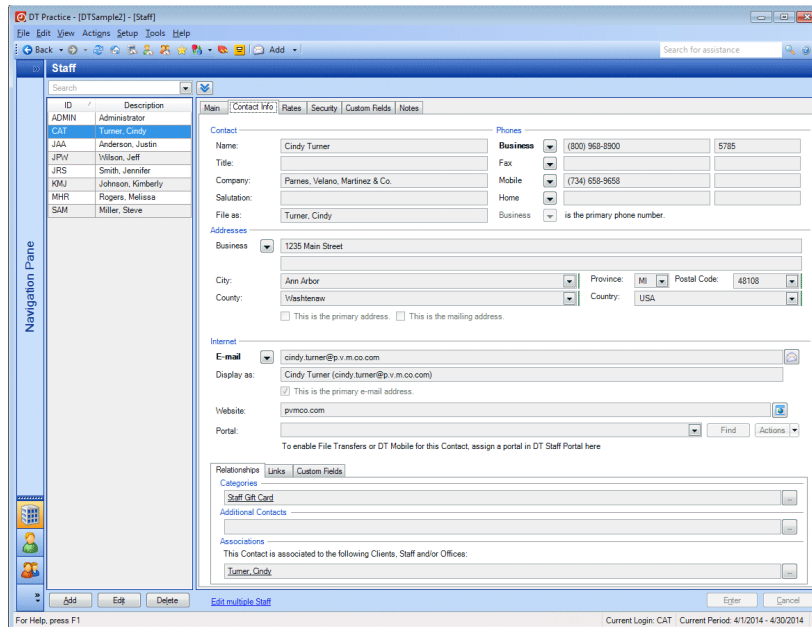 DT Practice - [DTSample2] - [Staff]
File Edit View Actions Setup Tools Help
Back Add Search for assistance
Staff
Search
ID Description
ADMIN Administrator
CAT Turner, Cindy
JAA Anderson, Justin
JPW Wilson, Jeff
JRS Smith, Jennifer
KMJ Johnson, Kimberly
MHR Rogers, Melissa
SAM Miller, Steve
Navigation Pane
Main Contact Info Rates Security Custom Fields Notes
Contact Phones
Name: Cindy Turner Business (800) 968-8900 5785
Title: Fax
Company: Parnes, Velano, Martinez & Co. Mobile (734) 658-9658
Salutation: Home
File as: Turner, Cindy Business is the primary phone number.
Addresses
Business 1235 Main Street
City: Ann Arbor Province: MI Postal Code: 48108
County: Washtenaw Country: USA
This is the primary address. This is the mailing address.
Internet
E-mail cindy.turner@p.v.m.co.com
Display as: Cindy Turner (cindy.turner@p.v.m.co.com)
This is the primary e-mail address.
Website: pvmco.com
Portal: Find Actions
To enable File Transfers or DT Mobile for this Contact, assign a portal in DT Staff Portal here
Relationships Links Custom Fields
Categories
Staff Gift Card ...
Additional Contacts
...
Associations
This Contact is associated to the following Clients, Staff and/or Offices:
Turner, Cindy ...
Add Edit Delete Edit multiple Staff Enter Cancel
For Help, press F1 Current Login: CAT Current Period: 4/1/2014 - 4/30/2014